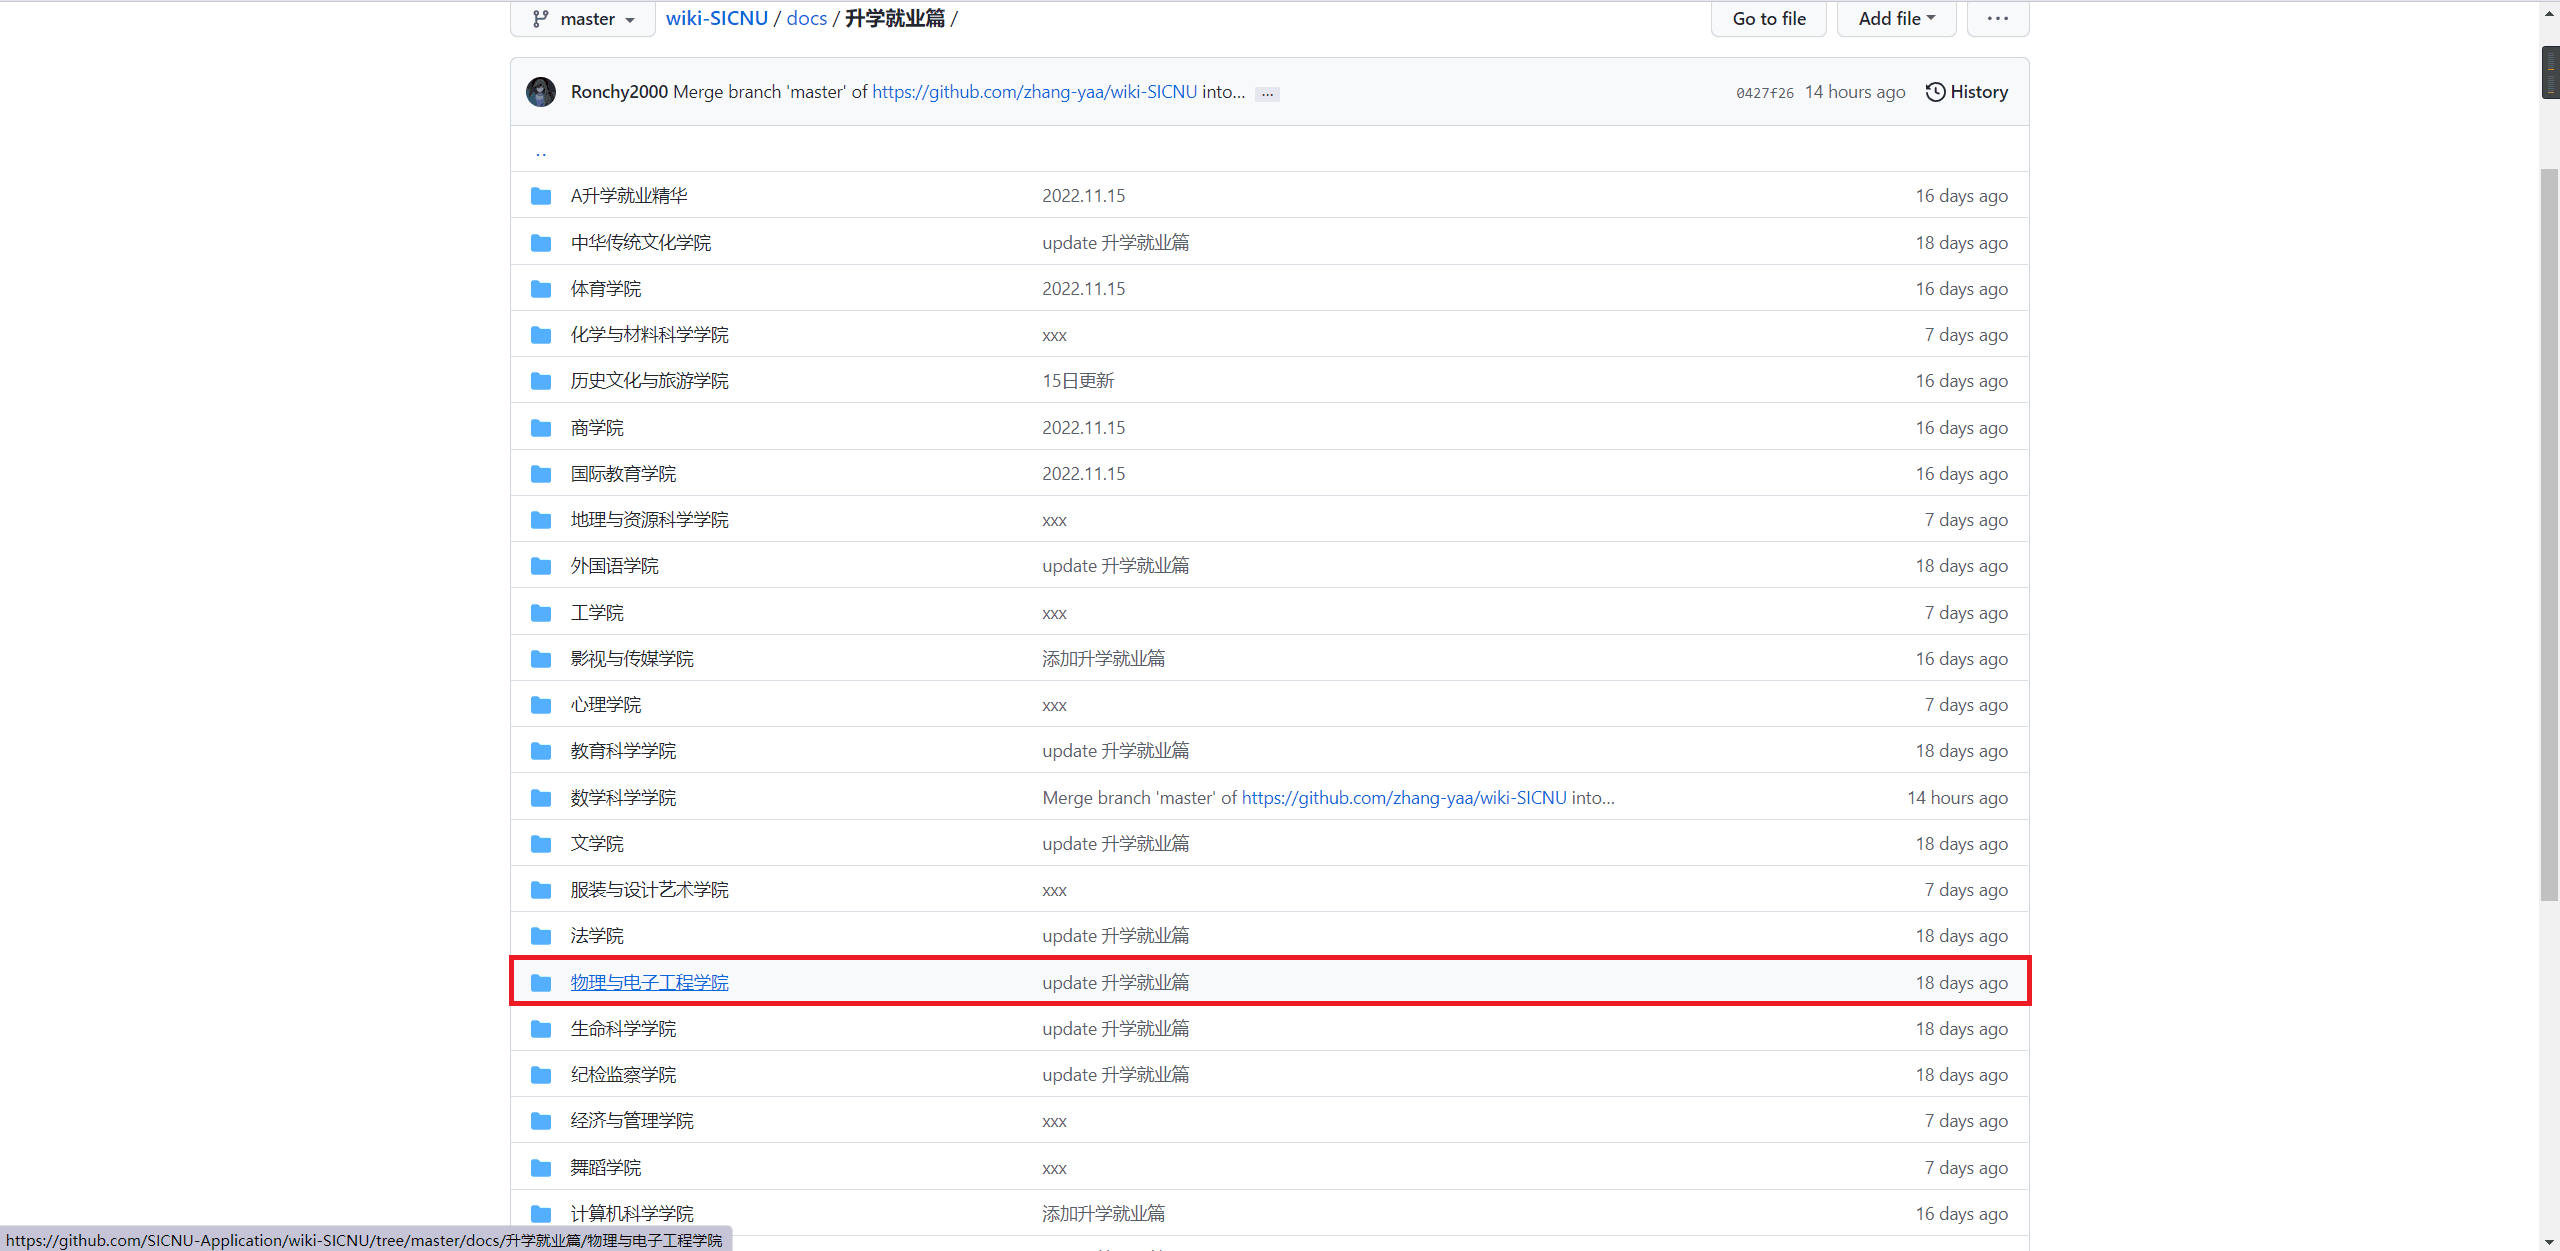 master wiki-SICNU / docs / 升学就业篇 / Go to file Add file ...
Ronchy2000 Merge branch 'master' of https://github.com/zhang-yaa/wiki-SICNU into... ... 0427f26 14 hours ago History
..
A升学就业精华 2022.11.15 16 days ago
中华传统文化学院 update 升学就业篇 18 days ago
体育学院 2022.11.15 16 days ago
化学与材料科学学院 xxx 7 days ago
历史文化与旅游学院 15日更新 16 days ago
商学院 2022.11.15 16 days ago
国际教育学院 2022.11.15 16 days ago
地理与资源科学学院 xxx 7 days ago
外国语学院 update 升学就业篇 18 days ago
工学院 xxx 7 days ago
影视与传媒学院 添加升学就业篇 16 days ago
心理学院 xxx 7 days ago
教育科学学院 update 升学就业篇 18 days ago
数学科学学院 Merge branch 'master' of https://github.com/zhang-yaa/wiki-SICNU into... 14 hours ago
文学院 update 升学就业篇 18 days ago
服装与设计艺术学院 xxx 7 days ago
法学院 update 升学就业篇 18 days ago
物理与电子工程学院 update 升学就业篇 18 days ago
生命科学学院 update 升学就业篇 18 days ago
纪检监察学院 update 升学就业篇 18 days ago
经济与管理学院 xxx 7 days ago
舞蹈学院 xxx 7 days ago
计算机科学学院 添加升学就业篇 16 days ago
https://github.com/SICNU-Application/wiki-SICNU/tree/master/docs/升学就业篇/物理与电子工程学院